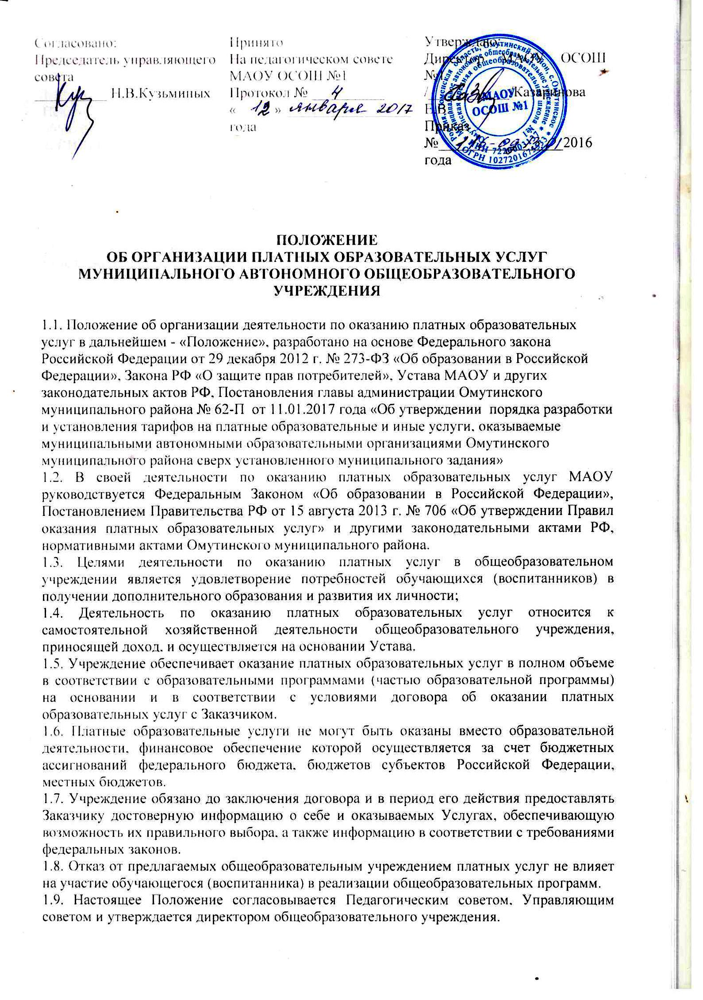 Согласовано:
Председатель управляющего
совета
____________ Н.В.Кузьминых
Принято
На педагогическом совете
МАОУ ОСОШ №1
Протокол № 4
« 12 » января 2017
года
Утверждаю:
Директор МАОУ ОСОШ
№1
/ Казаринова
Н.В.
Приказ
№ 2016
года
МАОУ
ОСОШ №1
ПОЛОЖЕНИЕ
ОБ ОРГАНИЗАЦИИ ПЛАТНЫХ ОБРАЗОВАТЕЛЬНЫХ УСЛУГ
МУНИЦИПАЛЬНОГО АВТОНОМНОГО ОБЩЕОБРАЗОВАТЕЛЬНОГО
УЧРЕЖДЕНИЯ
1.1. Положение об организации деятельности по оказанию платных образовательных
услуг в дальнейшем - «Положение», разработано на основе Федерального закона
Российской Федерации от 29 декабря 2012 г. № 273-ФЗ «Об образовании в Российской
Федерации», Закона РФ «О защите прав потребителей», Устава МАОУ и других
законодательных актов РФ, Постановления главы администрации Омутинского
муниципального района № 62-П от 11.01.2017 года «Об утверждении порядка разработки
и установления тарифов на платные образовательные и иные услуги, оказываемые
муниципальными автономными образовательными организациями Омутинского
муниципального района сверх установленного муниципального задания»
1.2. В своей деятельности по оказанию платных образовательных услуг МАОУ
руководствуется Федеральным Законом «Об образовании в Российской Федерации»,
Постановлением Правительства РФ от 15 августа 2013 г. № 706 «Об утверждении Правил
оказания платных образовательных услуг» и другими законодательными актами РФ,
нормативными актами Омутинского муниципального района.
1.3. Целями деятельности по оказанию платных услуг в общеобразовательном
учреждении является удовлетворение потребностей обучающихся (воспитанников) в
получении дополнительного образования и развития их личности;
1.4. Деятельность по оказанию платных образовательных услуг относится к
самостоятельной хозяйственной деятельности общеобразовательного учреждения,
приносящей доход, и осуществляется на основании Устава.
1.5. Учреждение обеспечивает оказание платных образовательных услуг в полном объеме
в соответствии с образовательными программами (частью образовательной программы)
на основании и в соответствии с условиями договора об оказании платных
образовательных услуг с Заказчиком.
1.6. Платные образовательные услуги не могут быть оказаны вместо образовательной
деятельности, финансовое обеспечение которой осуществляется за счет бюджетных
ассигнований федерального бюджета, бюджетов субъектов Российской Федерации,
местных бюджетов.
1.7. Учреждение обязано до заключения договора и в период его действия предоставлять
Заказчику достоверную информацию о себе и оказываемых Услугах, обеспечивающую
возможность их правильного выбора, а также информацию в соответствии с требованиями
федеральных законов.
1.8. Отказ от предлагаемых общеобразовательным учреждением платных услуг не влияет
на участие обучающегося (воспитанника) в реализации общеобразовательных программ.
1.9. Настоящее Положение согласовывается Педагогическим советом, Управляющим
советом и утверждается директором общеобразовательного учреждения.